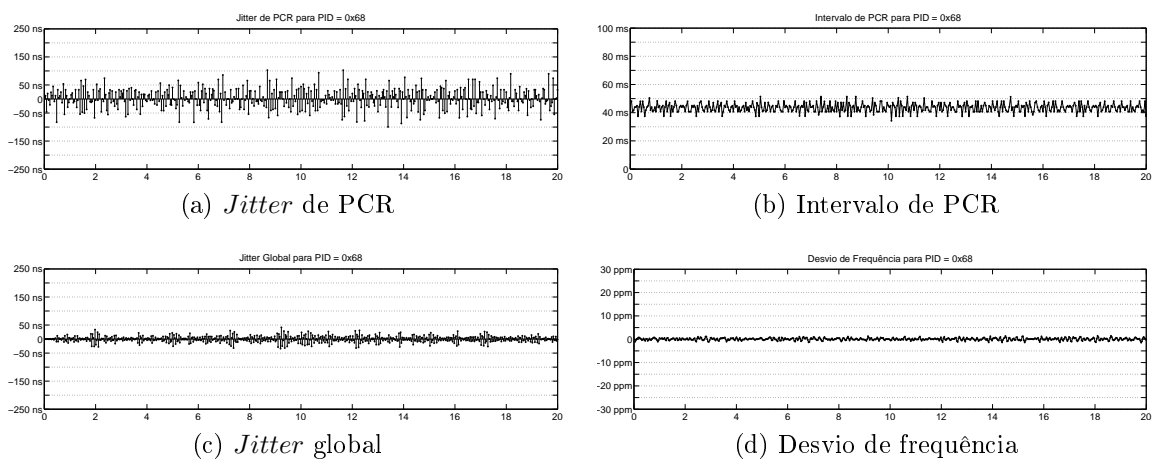 Jitter de PCR para PID = 0x68
250 ns
150 ns
50 ns
0
−50 ns
−150 ns
−250 ns
0 2 4 6 8 10 12 14 16 18 20
(a) Jitter de PCR
Intervalo de PCR para PID = 0x68
100 ms
80 ms
60 ms
40 ms
20 ms
0
0 2 4 6 8 10 12 14 16 18 20
(b) Intervalo de PCR
Jitter Global para PID = 0x68
250 ns
150 ns
50 ns
0
−50 ns
−150 ns
−250 ns
0 2 4 6 8 10 12 14 16 18 20
(c) Jitter global
Desvio de Frequência para PID = 0x68
30 ppm
20 ppm
10 ppm
0
-10 ppm
-20 ppm
-30 ppm
0 2 4 6 8 10 12 14 16 18 20
(d) Desvio de frequência